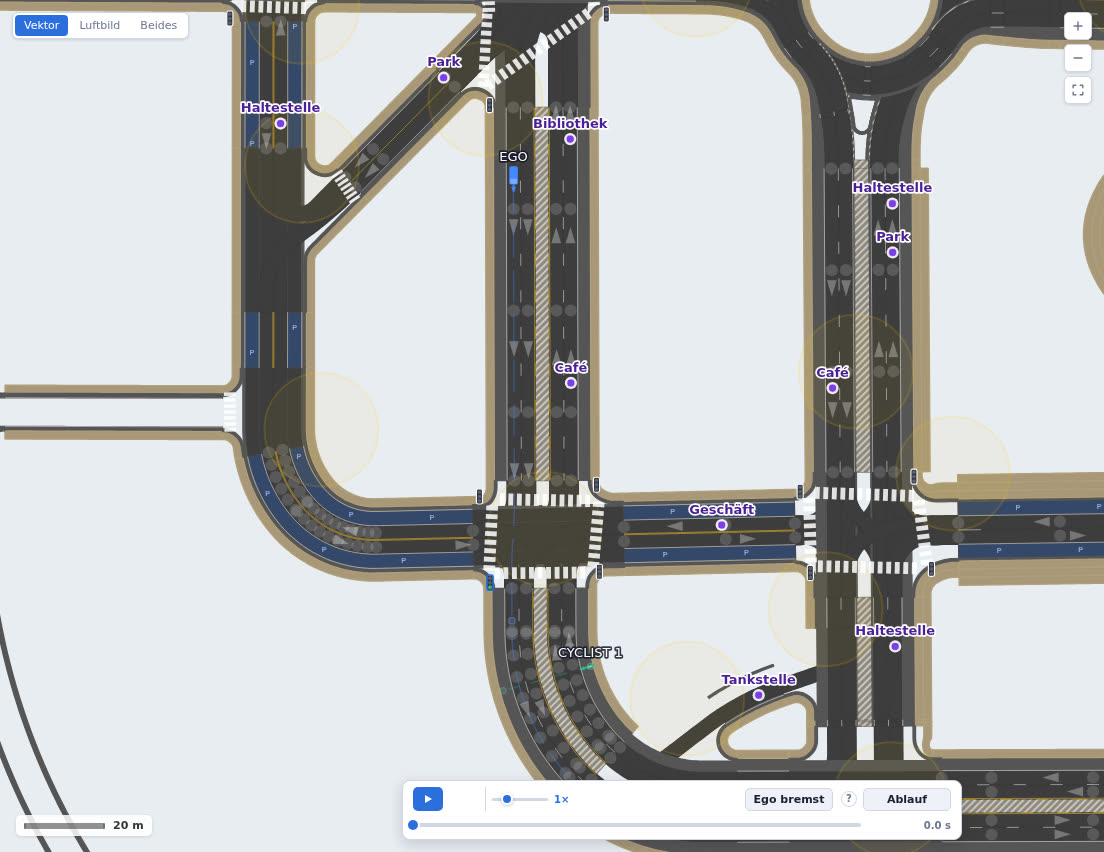 Vektor Luftbild Beides
+
−
P
P
P
P
Park
Haltestelle
Bibliothek
EGO
Haltestelle
Park
P
P
Café
Café
P
P
P
P
P
P
P
P
P
P
P
P
Geschäft
Haltestelle
CYCLIST 1
Tankstelle
1×
Ego bremst
?
Ablauf
0.0 s
20 m